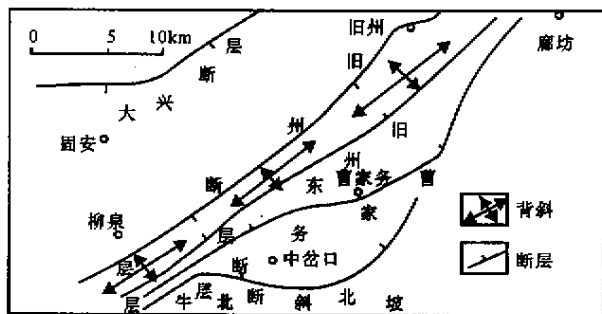 0 5 10km
大兴断层
旧州
廊坊
旧州断层
固安
旧州东层层
曹家务
曹家务断层
柳泉
中岔口
牛北断斜北坡
背斜
断层